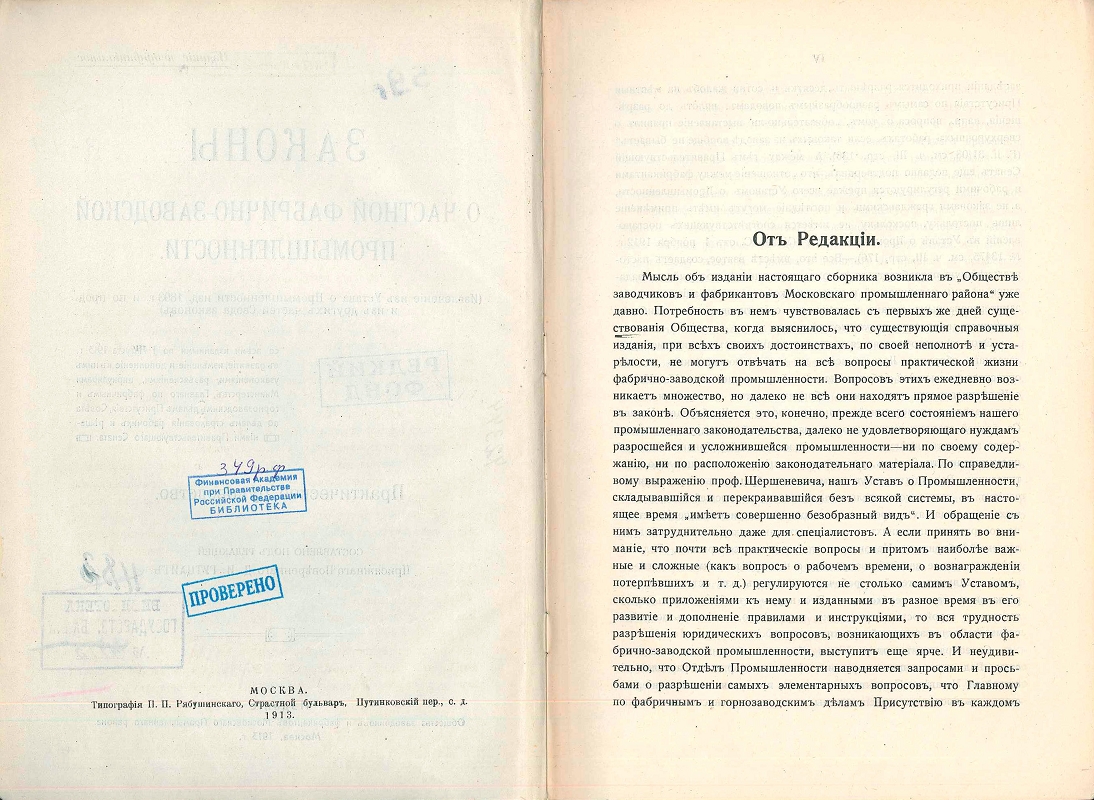 349рф
Финансовая Академия
при Правительстве
Российской Федерации
БИБЛИОТЕКА
ПРОВЕРЕНО
МОСКВА.
Типографія П. П. Рябушинскаго, Страстной бульваръ, Путинковскій пер., с. д.
1913.
Отъ Редакціи.
Мысль объ изданіи настоящаго сборника возникла въ „Обществѣ
заводчиковъ и фабрикантовъ Московскаго промышленнаго района“ уже
давно. Потребность въ немъ чувствовалась съ первыхъ же дней суще-
ствованія Общества, когда выяснилось, что существующія справочныя
изданія, при всѣхъ своихъ достоинствахъ, по своей неполнотѣ и уста-
рѣлости, не могутъ отвѣчать на всѣ вопросы практической жизни
фабрично-заводской промышленности. Вопросовъ этихъ ежедневно воз-
никаетъ множество, но далеко не всѣ они находятъ прямое разрѣшеніе
въ законѣ. Объясняется это, конечно, прежде всего состояніемъ нашего
промышленнаго законодательства, далеко не удовлетворяющаго нуждамъ
разросшейся и усложнившейся промышленности—ни по своему содер-
жанію, ни по расположенію законодательнаго матеріала. По справедли-
вому выраженію проф. Шершеневича, нашъ Уставъ о Промышленности,
складывавшійся и перекраивавшійся безъ всякой системы, въ насто-
ящее время „имѣетъ совершенно безобразный видъ“. И обращеніе съ
нимъ затруднительно даже для спеціалистовъ. А если принять во вни-
маніе, что почти всѣ практическіе вопросы и притомъ наиболѣе важ-
ные и сложные (какъ вопросъ о рабочемъ времени, о вознагражденіи
потерпѣвшихъ и т. д.) регулируются не столько самимъ Уставомъ,
сколько приложеніями къ нему и изданными въ разное время въ его
развитіе и дополненіе правилами и инструкціями, то вся трудность
разрѣшенія юридическихъ вопросовъ, возникающихъ въ области фа-
брично-заводской промышленности, выступитъ еще ярче. И неудиви-
тельно, что Отдѣлъ Промышленности наводняется запросами и прось-
бами о разрѣшеніи самыхъ элементарныхъ вопросовъ, что Главному
по фабричнымъ и горнозаводскимъ дѣламъ Присутствію въ каждомъ